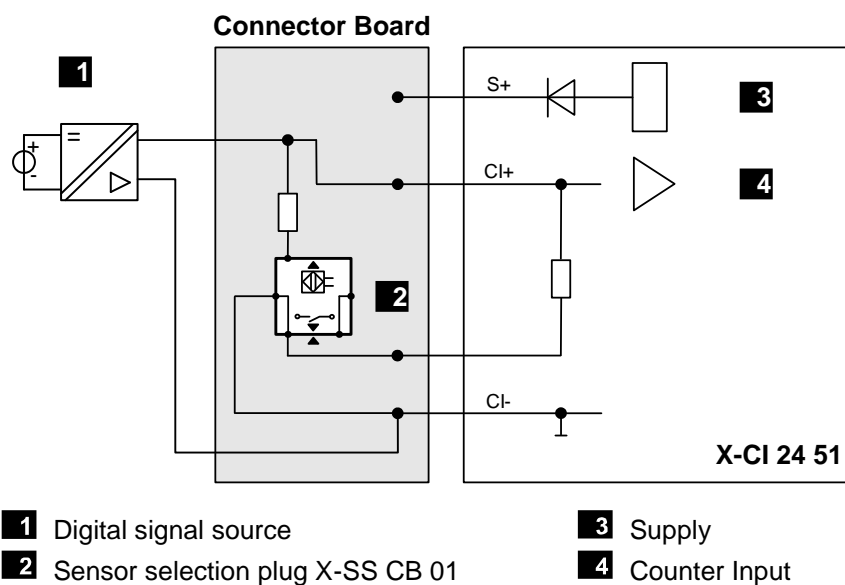 Connector Board
1
S+
3
=
+
-
CI+
4
2
CI-
X-CI 24 51
1 Digital signal source
3 Supply
2 Sensor selection plug X-SS CB 01
4 Counter Input